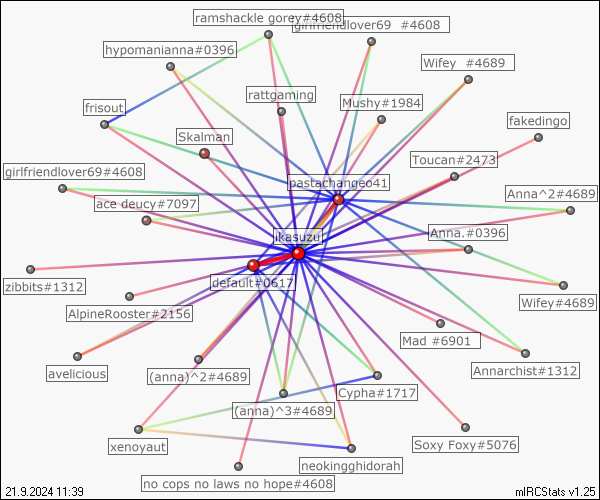 ramshackle gorey#4608
girlfriendlover69 #4608
hypomanianna#0396
Wifey #4689
rattgaming
Mushy#1984
frisout
fakedingo
Skalman
Toucan#2473
girlfriendlover69#4608
pastachangeo41
Anna^2#4689
ace deucy#7097
ikasuzu
Anna.#0396
default#0617
zibbits#1312
Wifey#4689
AlpineRooster#2156
Mad #6901
avelicious
(anna)^2#4689
Annarchist#1312
Cypha#1717
(anna)^3#4689
xenoyaut
Soxy Foxy#5076
neokingghidorah
no cops no laws no hope#4608
21.9.2024 11:39
mIRCStats v1.25